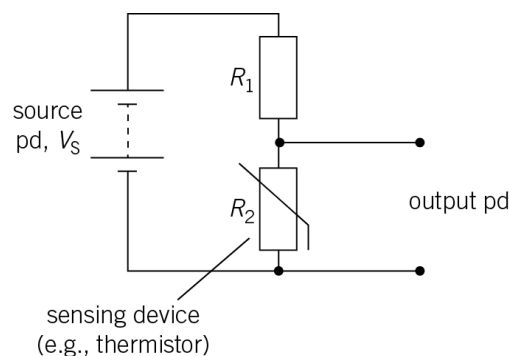 R₁
source
pd, Vₛ
R₂
output pd
sensing device
(e.g., thermistor)